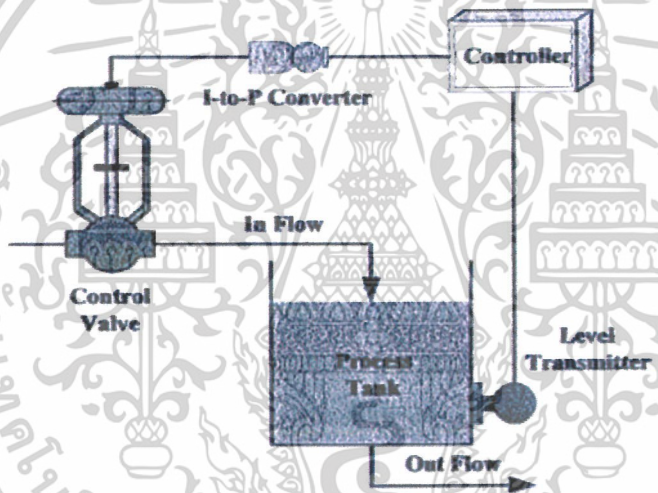 Controller
I-to-P Converter
In Flow
Control
Valve
Process
Tank
Level
Transmitter
Out Flow